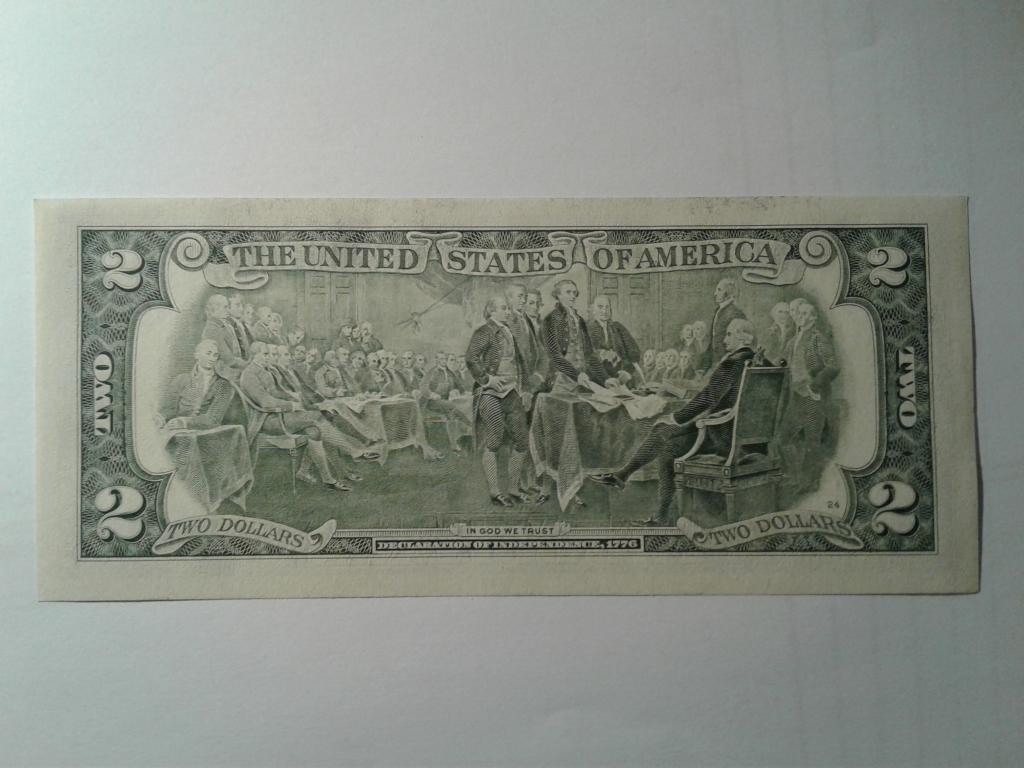 THE UNITED STATES OF AMERICA
2 2
TWO TWO
2 2
24
TWO DOLLARS TWO DOLLARS
IN GOD WE TRUST
DECLARATION OF INDEPENDENCE, 1776